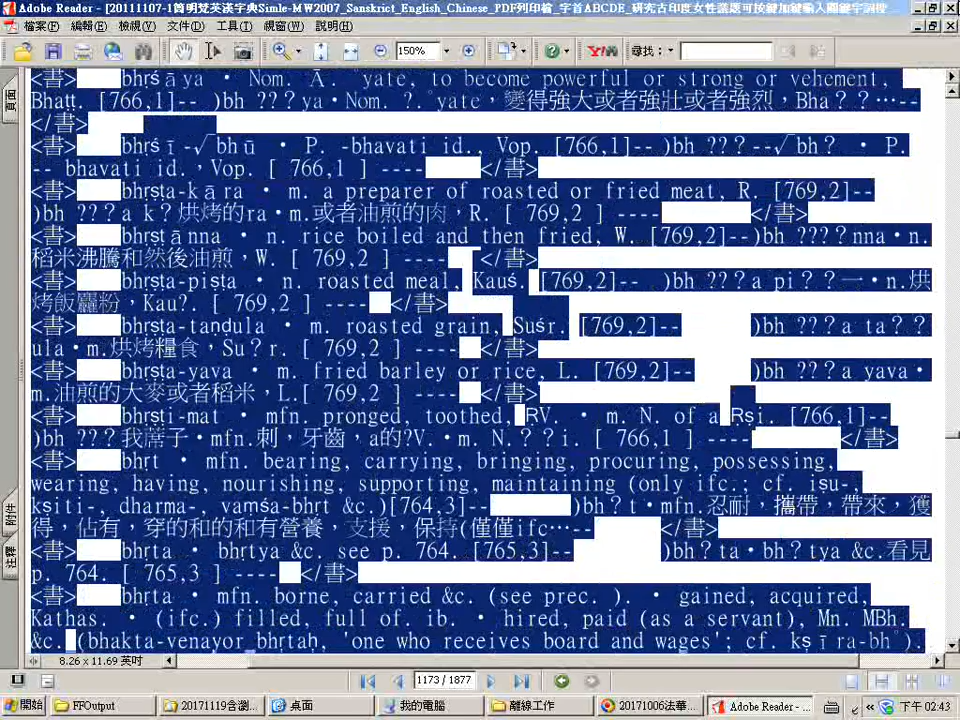 Adobe Reader - [20111107-1簡明梵英漢字典Simle-MW2007_Sanskrict_English_Chinese_PDF列印檔_字首ABCDE_研究古印度女性議題可按加鍵輸入關鍵字詞搜
檔案(F) 編輯(E) 檢視(V) 文件(D) 工具(T) 視窗(W) 說明(H)
150% Y! 尋找：
頁面
附件
註釋
<書> bhṛśāya · Nom. Ā. °yate, to become powerful or strong or vehement,
Bhaṭṭ. [766,1]-- )bh ??？ya·Nom. ?.°yate，變得強大或者強壯或者強烈，Bha？？…--
</書>
<書> bhṛśī-√bhū · P. -bhavati id., Vop. [766,1]-- )bh ??？--√bh？ · P.
-- bhavati id.，Vop. [ 766,1 ] ---- </書>
<書> bhṛṣṭa-kāra · m. a preparer of roasted or fried meat, R. [769,2]--
)bh ??？a k？烘烤的ra·m.或者油煎的肉，R. [ 769,2 ] ---- </書>
<書> bhṛṣṭānna · n. rice boiled and then fried, W. [769,2]--)bh ????nna·n.
稻米沸騰和然後油煎，W. [ 769,2 ] ---- </書>
<書> bhṛṣṭa-piṣṭa · n. roasted meal, Kauś. [769,2]-- )bh ??？a pi？？一·n.烘
烤飯麗粉，Kau?. [ 769,2 ] ---- </書>
<書> bhṛṣṭa-taṇḍula · m. roasted grain, Suśr. [769,2]-- )bh ??？a ta？？
ula·m.烘烤糧食，Su？r. [ 769,2 ] ---- </書>
<書> bhṛṣṭa-yava · m. fried barley or rice, L. [769,2]-- )bh ??？a yava·
m.油煎的大麥或者稻米，L.[ 769,2 ] ---- </書>
<書> bhṛṣṭi-mat · mfn. pronged, toothed, ṚV. · m. N. of a Ṛṣi. [766,1]--
)bh ??？我蓆子·mfn.刺，牙齒，a的?V.·m. N.？？i. [ 766,1 ] ---- </書>
<書> bhṛt · mfn. bearing, carrying, bringing, procuring, possessing,
wearing, having, nourishing, supporting, maintaining (only ifc.; cf. iṣu-,
kṣiti-, dharma-, vaṃśa-bhṛt &c.)[764,3]-- )bh？t·mfn.忍耐，攜帶，帶來，獲
得，佔有，穿的和的和有營養，支援，保持(僅僅ifc…-- </書>
<書> bhṛta · bhṛtya &c. see p. 764. [765,3]-- )bh？ta·bh？tya &c.看見
p. 764. [ 765,3 ] ---- </書>
<書> bhṛta · mfn. borne, carried &c. (see prec. ). · gained, acquired,
Kathas. · (ifc.) filled, full of. ib. · hired, paid (as a servant), Mn. MBh.
&c. (bhakta-venayor bhṛtaḥ, 'one who receives board and wages'; cf. kṣīra-bh°).
8.26 x 11.69 英吋
1173 / 1877
開始 FFOutput 20171119含瀏... 桌面 我的電腦 離線工作 20171006法華... Adobe Reader - [... 下午 02:43